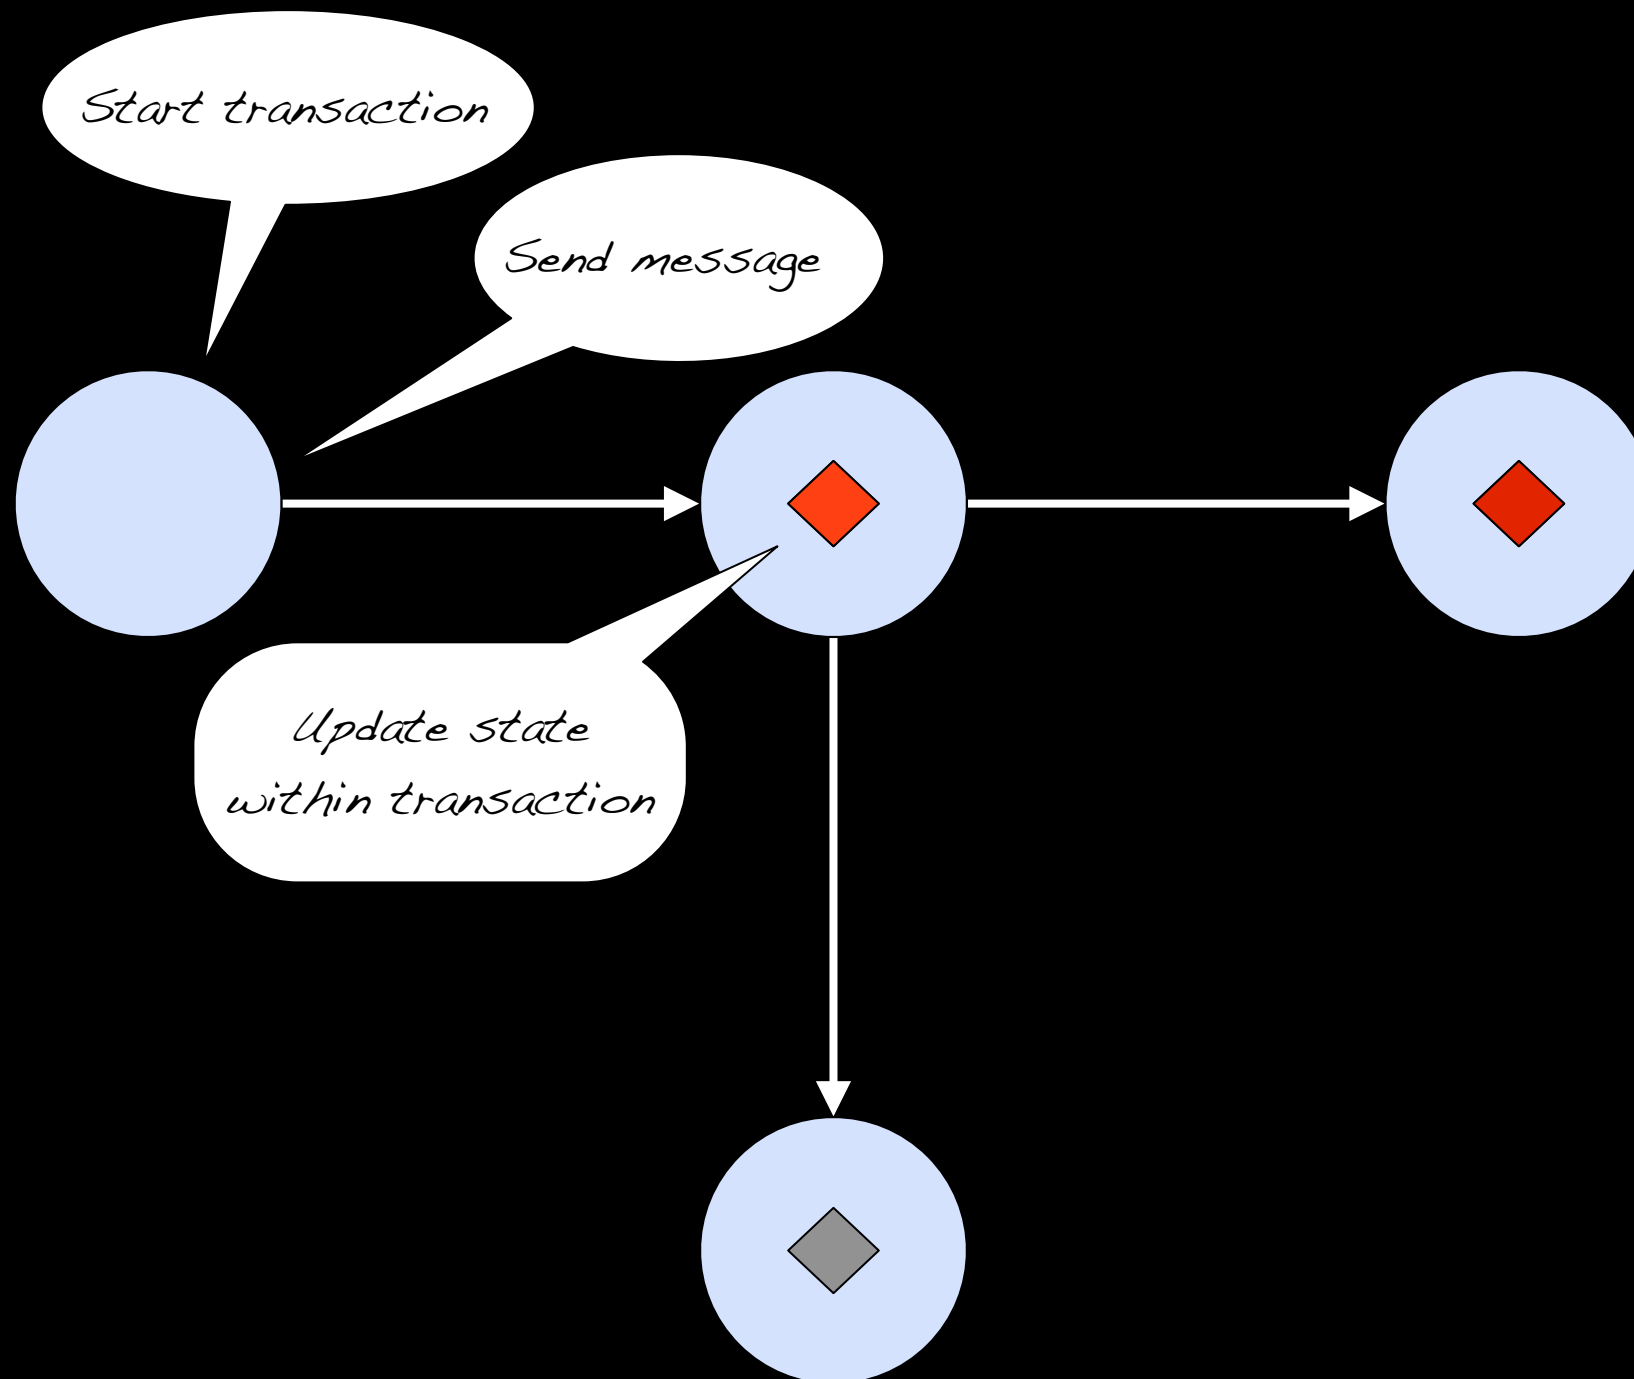 Start transaction
Send message
Update state
within transaction